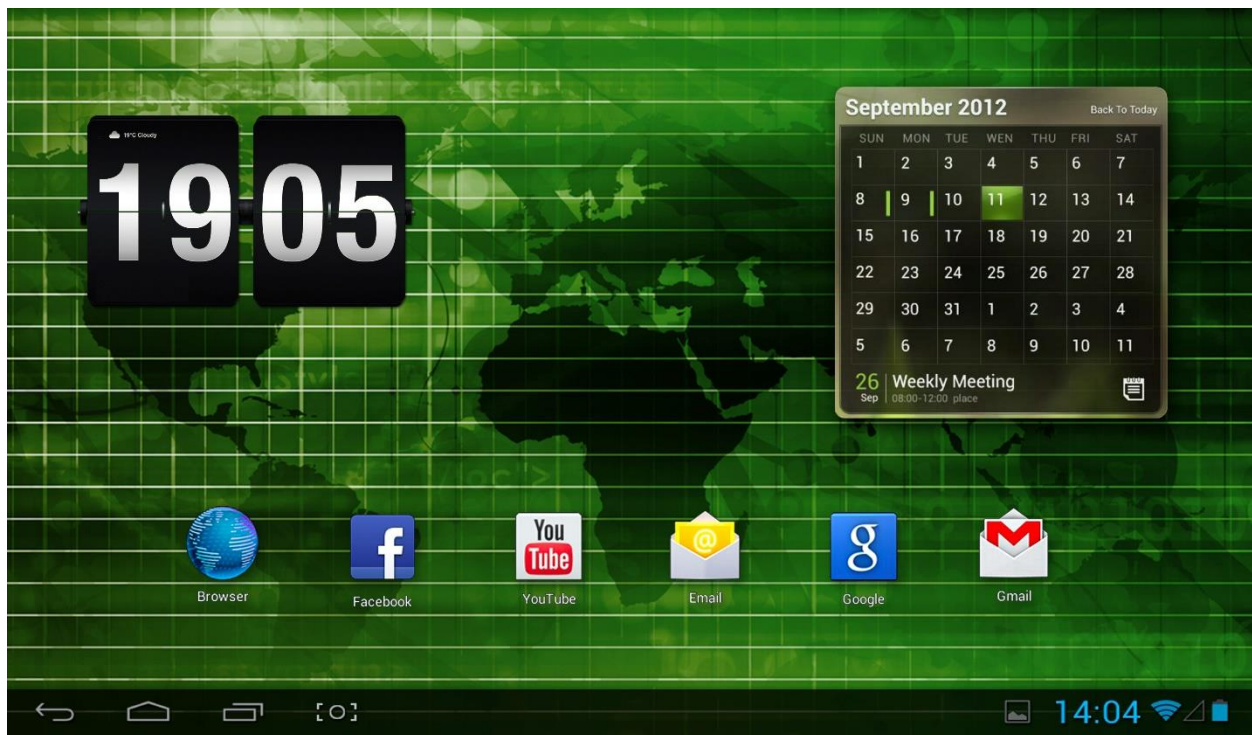 19°C Cloudy
19 05
September 2012 Back To Today
SUN MON TUE WEN THU FRI SAT
1 2 3 4 5 6 7
8 9 10 11 12 13 14
15 16 17 18 19 20 21
22 23 24 25 26 27 28
29 30 31 1 2 3 4
5 6 7 8 9 10 11
26 Weekly Meeting
Sep 08:00-12:00 place
You
Tube
Browser Facebook YouTube Email Google Gmail
14:04